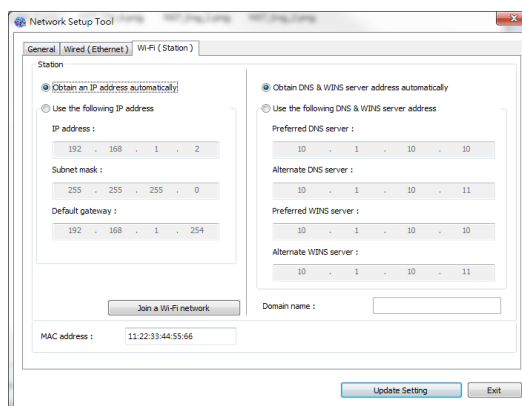 Network Setup Tool
General Wired ( Ethernet ) Wi-Fi ( Station )
Station
Obtain an IP address automatically
Use the following IP address
IP address :
192 . 168 . 1 . 2
Subnet mask :
255 . 255 . 255 . 0
Default gateway :
192 . 168 . 1 . 254
Join a Wi-Fi network
Obtain DNS & WINS server address automatically
Use the following DNS & WINS server address
Preferred DNS server :
10 . 1 . 10 . 10
Alternate DNS server :
10 . 1 . 10 . 11
Preferred WINS server :
10 . 1 . 10 . 10
Alternate WINS server :
10 . 1 . 10 . 11
Domain name :
MAC address : 11:22:33:44:55:66
Update Setting Exit